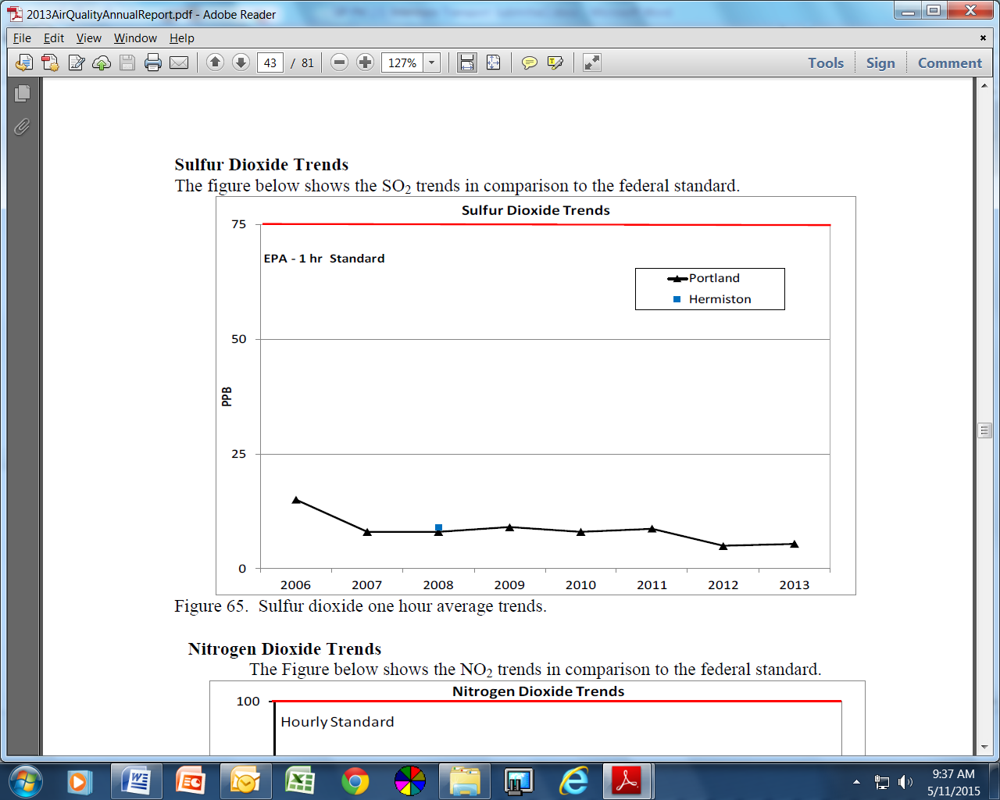 2013AirQualityAnnualReport.pdf - Adobe Reader
File Edit View Window Help
43 / 81 127% Tools Sign Comment
Sulfur Dioxide Trends
The figure below shows the SO₂ trends in comparison to the federal standard.
Sulfur Dioxide Trends
75
EPA - 1 hr Standard
Portland
Hermiston
50
PPB
25
0
2006 2007 2008 2009 2010 2011 2012 2013
Figure 65. Sulfur dioxide one hour average trends.
Nitrogen Dioxide Trends
The Figure below shows the NO₂ trends in comparison to the federal standard.
Nitrogen Dioxide Trends
100
Hourly Standard
9:37 AM
5/11/2015